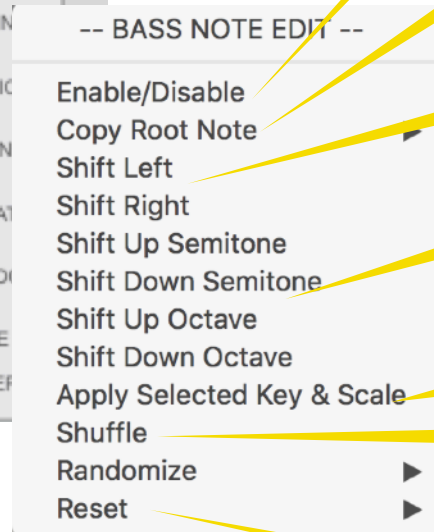 -- BASS NOTE EDIT --
Enable/Disable
Copy Root Note
Shift Left
Shift Right
Shift Up Semitone
Shift Down Semitone
Shift Up Octave
Shift Down Octave
Apply Selected Key & Scale
Shuffle
Randomize
Reset